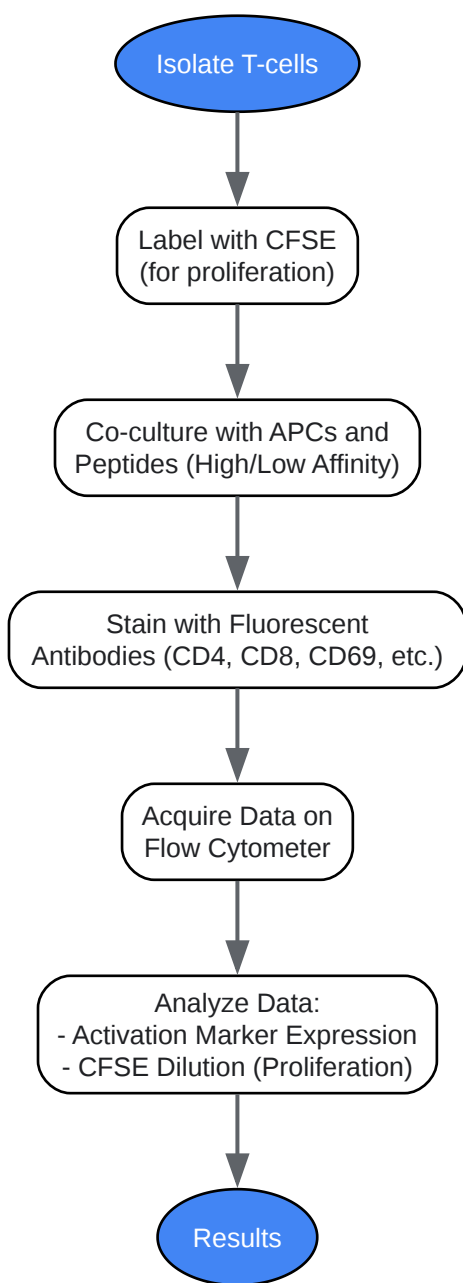 Isolate T-cells
Label with CFSE
(for proliferation)
Co-culture with APCs and
Peptides (High/Low Affinity)
Stain with Fluorescent
Antibodies (CD4, CD8, CD69, etc.)
Acquire Data on
Flow Cytometer
Analyze Data:
- Activation Marker Expression
- CFSE Dilution (Proliferation)
Results